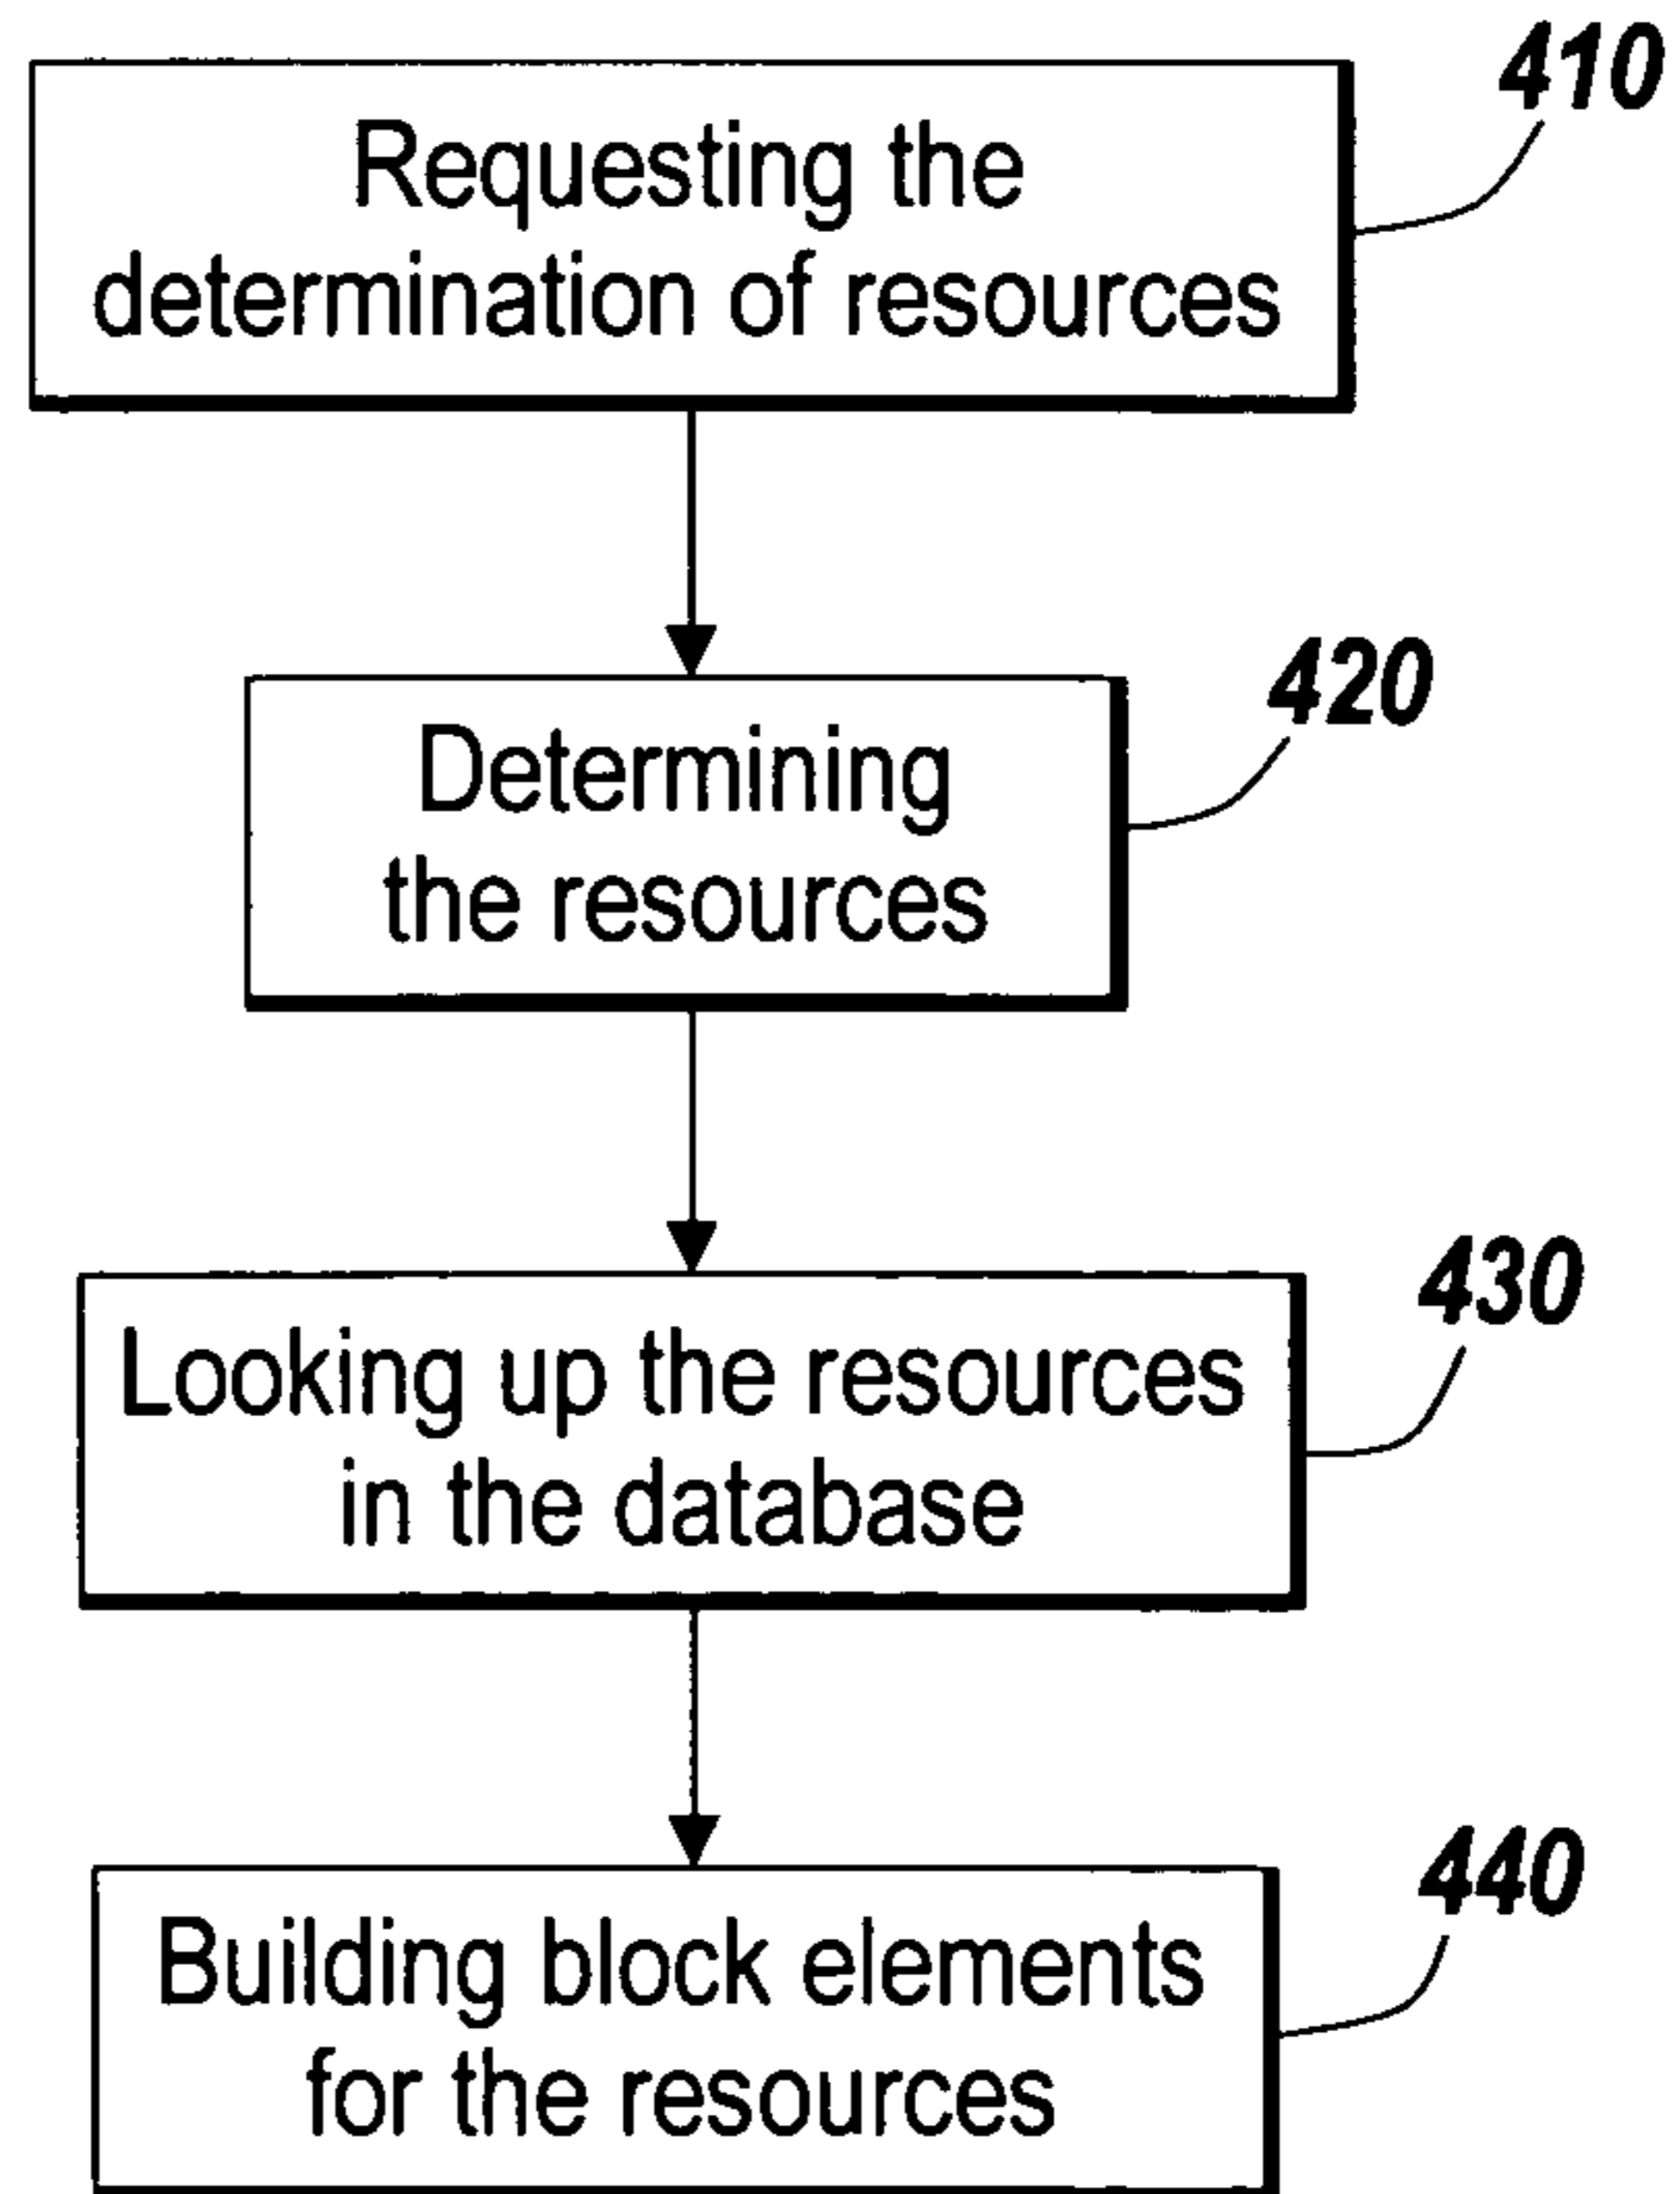 410
Requesting the
determination of resources
420
Determining
the resources
430
Looking up the resources
in the database
440
Building block elements
for the resources